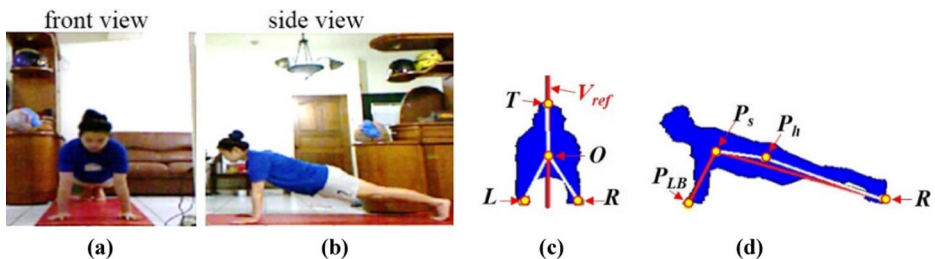 front view
side view
T
V_ref
O
L
R
P_s
P_h
P_LB
R
(a)
(b)
(c)
(d)